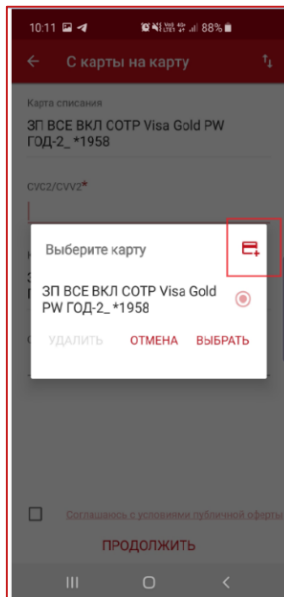 10:11 88%
С карты на карту
Карта списания
ЗП ВСЕ ВКЛ СОТР Visa Gold PW
ГОД-2_ *1958
CVC2/CVV2*
Выберите карту
ЗП ВСЕ ВКЛ СОТР Visa Gold
PW ГОД-2_ *1958
УДАЛИТЬ ОТМЕНА ВЫБРАТЬ
Соглашаюсь с условиями публичной оферты
ПРОДОЛЖИТЬ